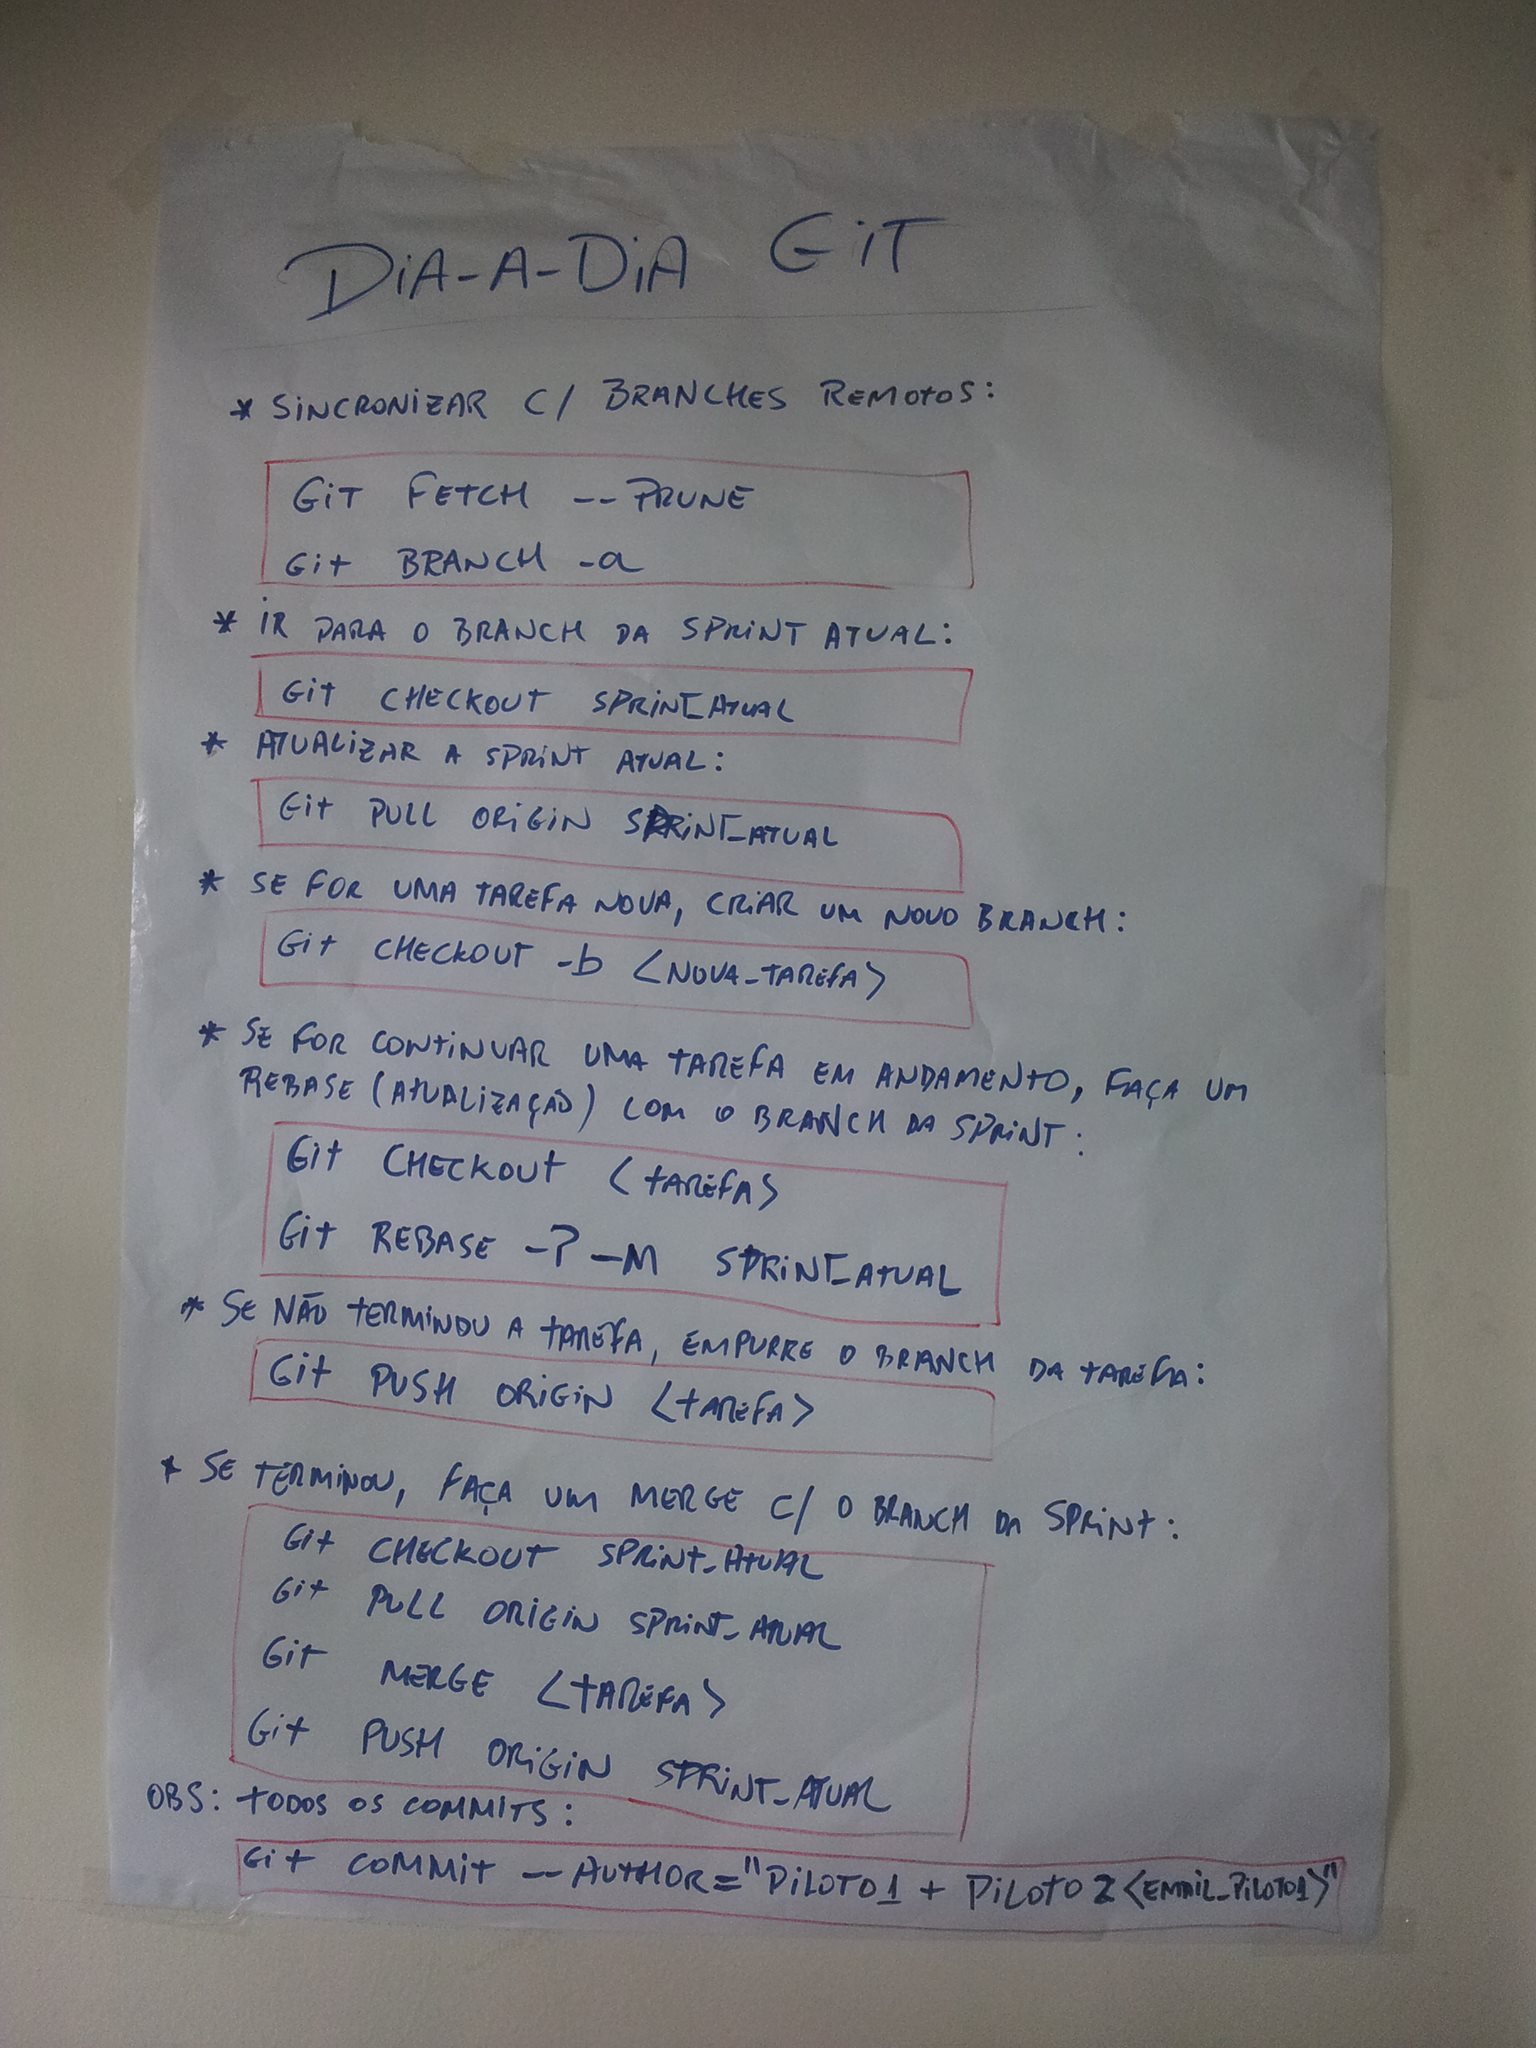 DiA-A-DiA GiT
* SiNCRONIZAR C/ BRANCHES REMOtOS:
GiT FETCH -- PRUNE
Git BRANCH -a
* iR PARA O BRANCH DA SPRINT ATUAL:
Git CHECKOUT SPRINT_ATUAL
* ATUALIZAR A SPRINT ATUAL:
Git PULL ORIGIN SPRINT_ATUAL
* SE FOR UMA TAREFA NOVA, CRIAR UM NOVO BRANCH:
Git CHECKOUT -b <NOVA_TAREFA>
* SE FOR CONTINUAR UMA TAREFA EM ANDAMENTO, FAÇA UM
REBASE (ATUALIZAÇÃO) COM O BRANCH DA SPRINT:
Git CHECKOUT <TAREFA>
Git REBASE -P -M SPRINT_ATUAL
* SE NÃO TERMINOU A TAREFA, EMPURRE O BRANCH DA TAREFA:
Git PUSH ORIGIN <TAREFA>
* SE TERMINOU, FAÇA UM MERGE C/ O BRANCH DA SPRINT:
Git CHECKOUT SPRINT_ATUAL
Git PULL ORIGIN SPRINT_ATUAL
Git MERGE <TAREFA>
Git PUSH ORIGIN SPRINT_ATUAL
OBS: TODOS OS COMMITS:
Git COMMIT --AUTHOR="PILOTO1 + PILOTO 2 <EMAIL_PILOTO1>"